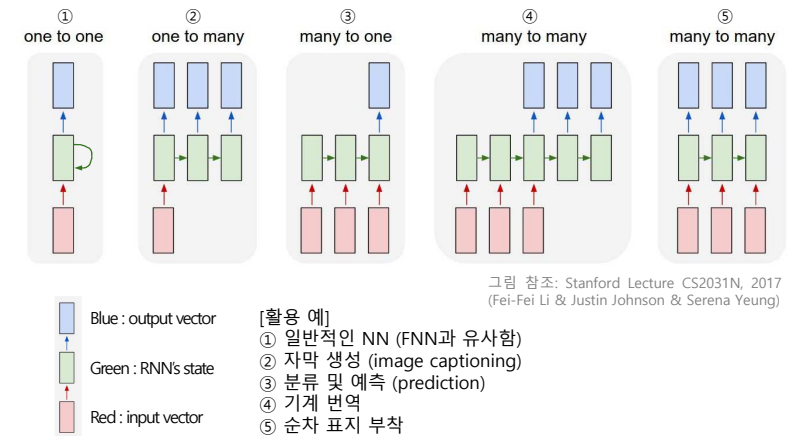 ① ② ③ ④ ⑤
one to one one to many many to one many to many many to many
그림 참조: Stanford Lecture CS2031N, 2017
(Fei-Fei Li & Justin Johnson & Serena Yeung)
Blue : output vector
Green : RNN's state
Red : input vector
[활용 예]
① 일반적인 NN (FNN과 유사함)
② 자막 생성 (image captioning)
③ 분류 및 예측 (prediction)
④ 기계 번역
⑤ 순차 표지 부착